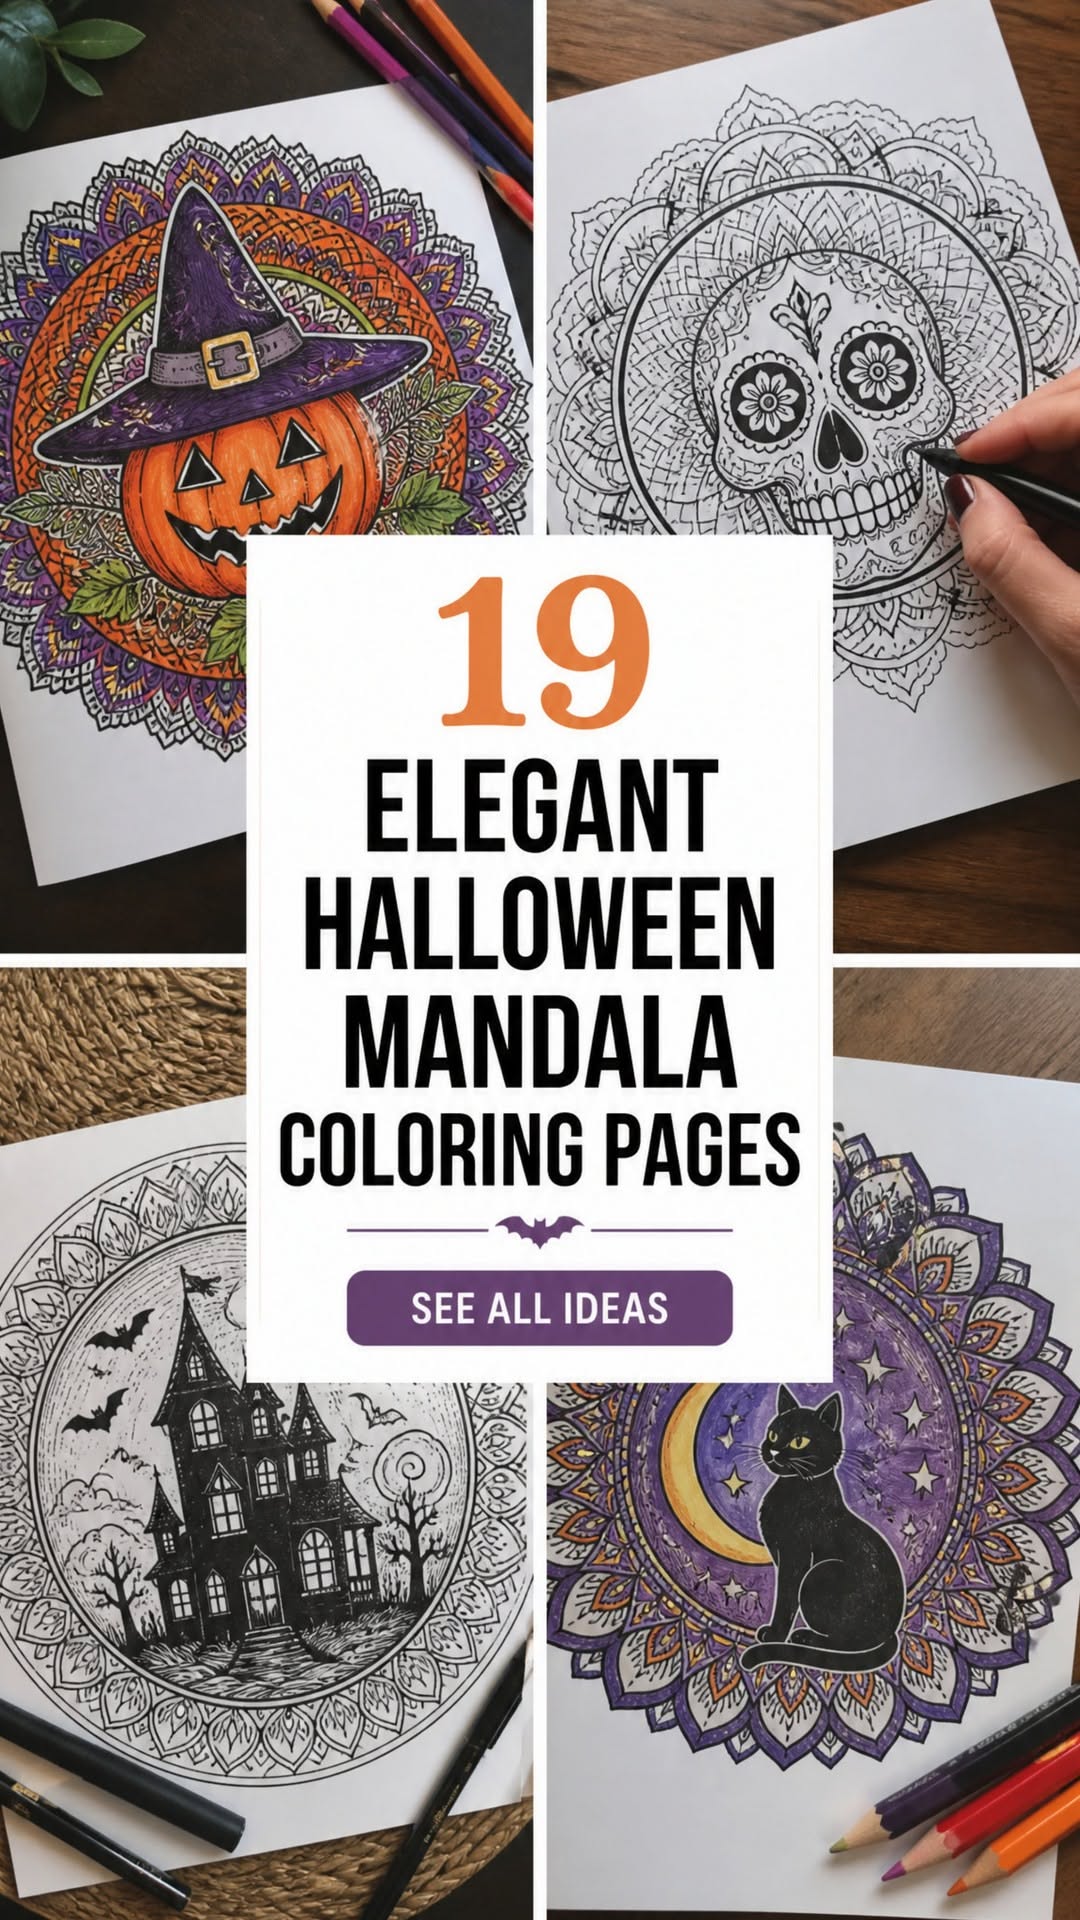 19
ELEGANT
HALLOWEEN
MANDALA
COLORING PAGES
SEE ALL IDEAS